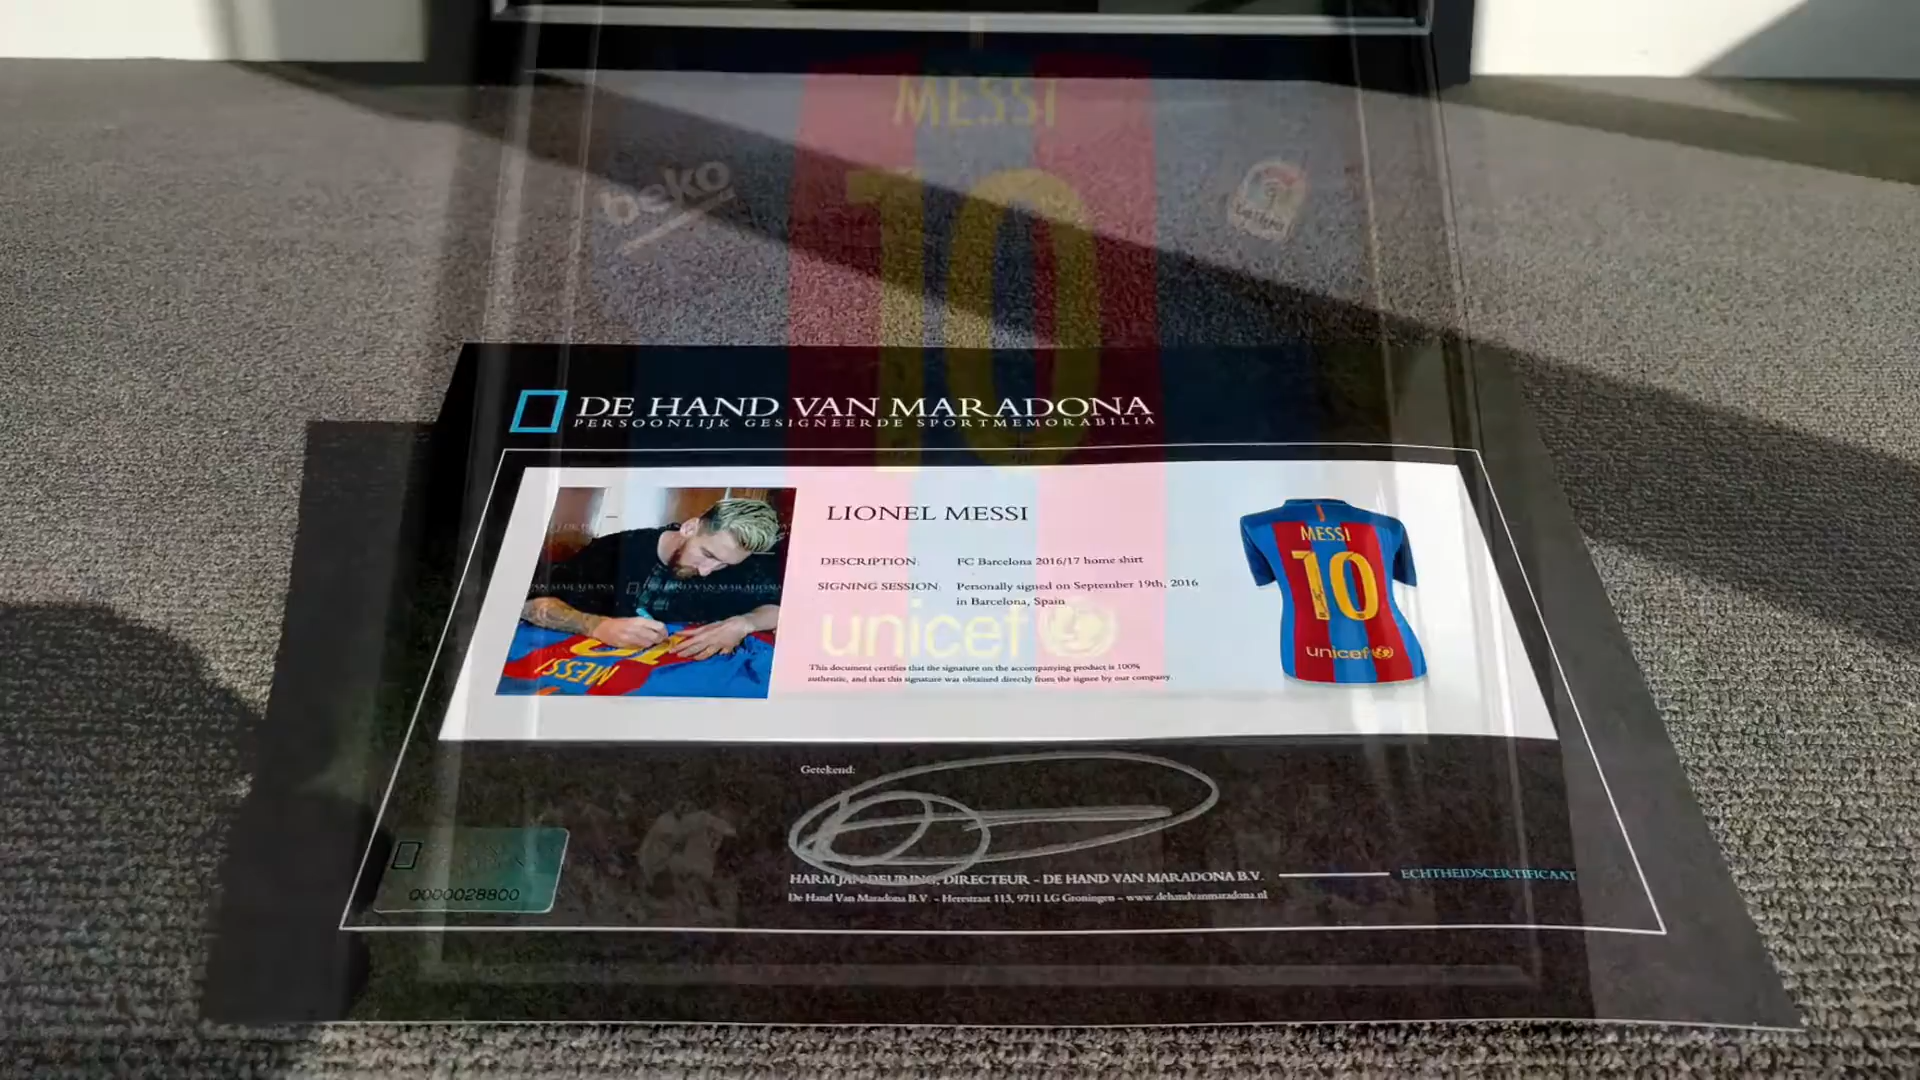 MESSI
beko
10
DE HAND VAN MARADONA
PERSOONLIJK GESIGNEERDE SPORTMEMORABILIA
LIONEL MESSI
DESCRIPTION: FC Barcelona 2016/17 home shirt
SIGNING SESSION: Personally signed on September 19th, 2016
in Barcelona, Spain
unicef
This document certifies that the signature on the accompanying product is 100%
authentic, and that this signature was obtained directly from the signee by our company.
MESSI
MESSI
10
unicef
Getekend:
0000028800
HARM JAN DEURING, DIRECTEUR - DE HAND VAN MARADONA B.V.
ECHTHEIDSCERTIFICAAT
De Hand Van Maradona B.V. - Herestraat 113, 9711 LG Groningen - www.dehandvanmaradona.nl